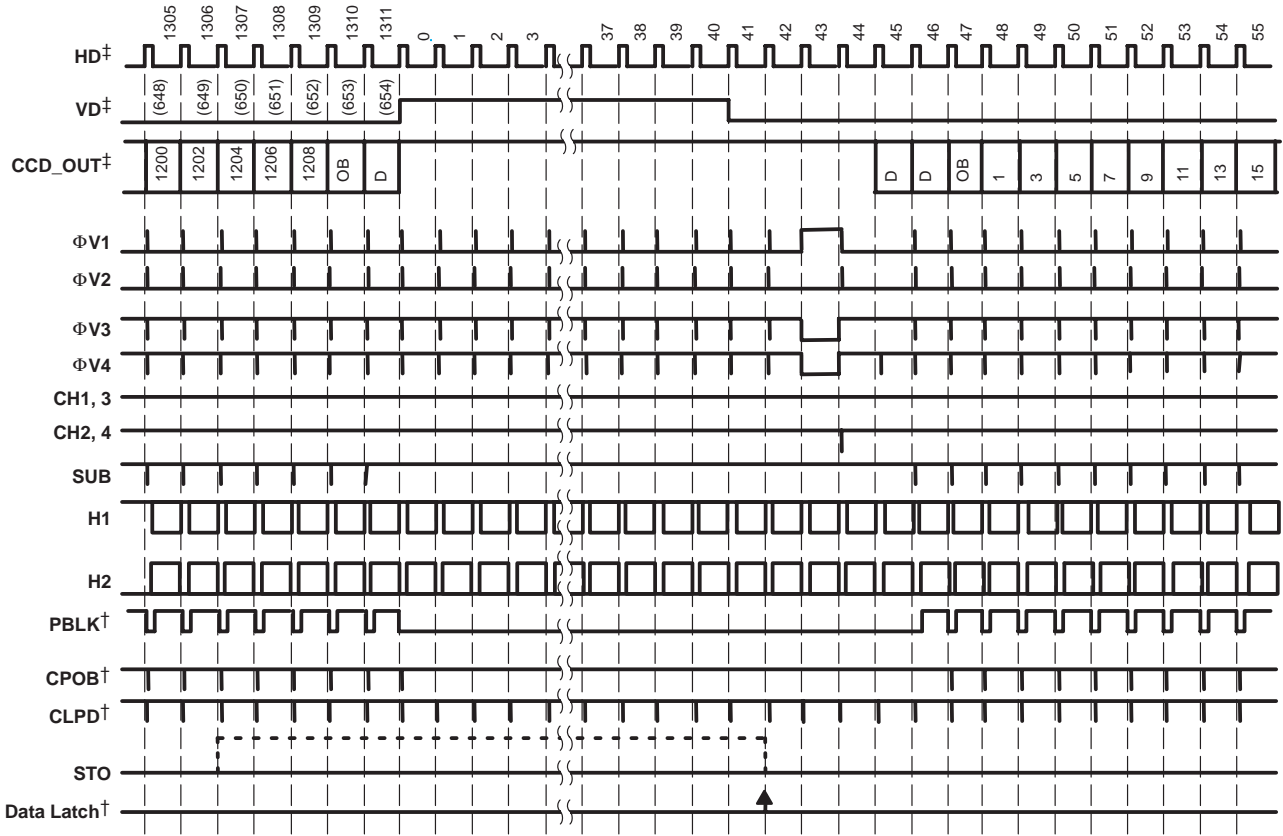 1305 1306 1307 1308 1309 1310 1311 0 1 2 3 37 38 39 40 41 42 43 44 45 46 47 48 49 50 51 52 53 54 55
HD‡
(648) (649) (650) (651) (652) (653) (654)
VD‡
1200 1202 1204 1206 1208 OB D D D OB 1 3 5 7 9 11 13 15
CCD_OUT‡
ΦV1
ΦV2
ΦV3
ΦV4
CH1, 3
CH2, 4
SUB
H1
H2
PBLK†
CPOB†
CLPD†
STO
Data Latch†